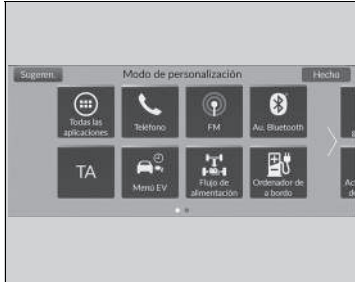 Sugeren.
Modo de personalización
Hecho
Todas las
aplicaciones
Teléfono
FM
Au. Bluetooth
TA
Menú EV
Flujo de
alimentación
Ordenador de
a bordo